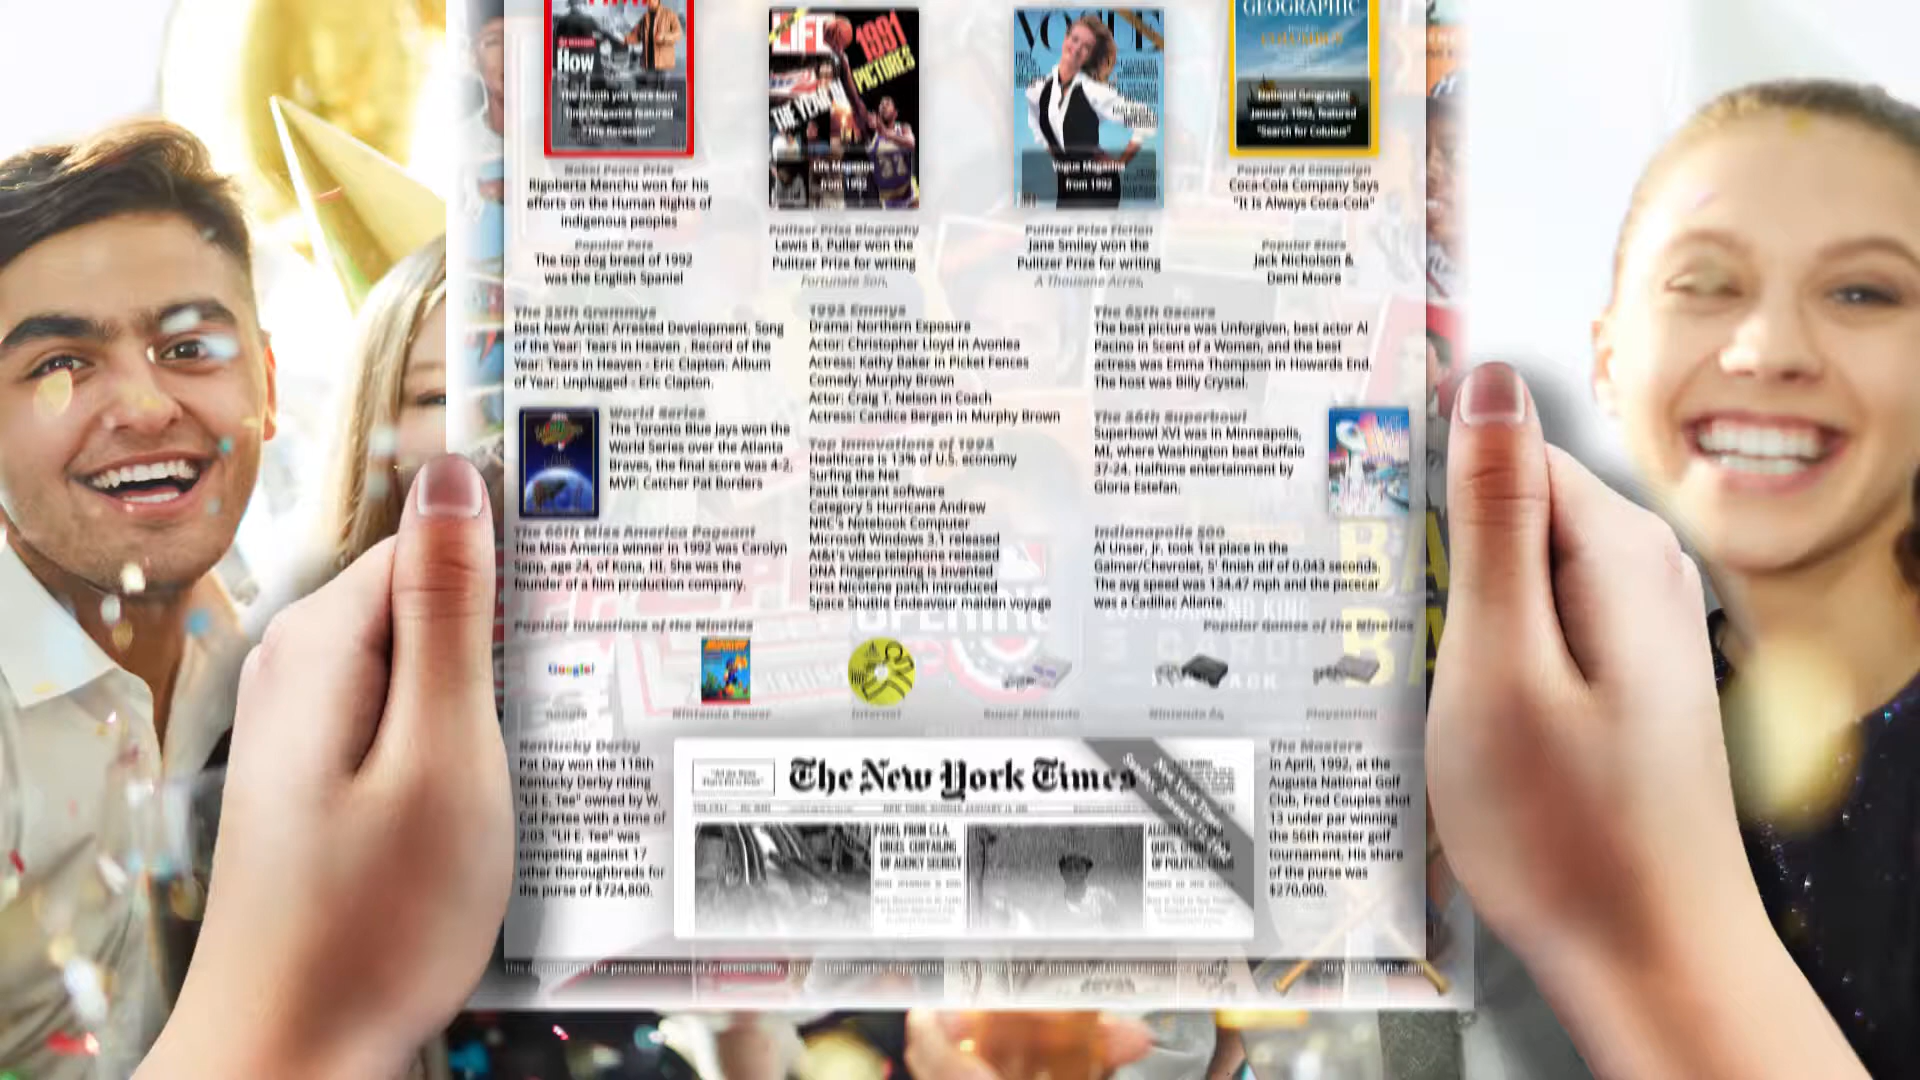 How
GEOGRAPHIC
COLUMBUS
LIFE
1991
PICTURES
THE YEAR IN
VOGUE
The month you were born
Time Magazine featured
"The Recession"
Life Magazine
from 1992
Vogue Magazine
from 1992
National Geographic
January, 1992, featured
"Search for Columbus"
Nobel Peace Prize
Rigoberta Menchu won for his
efforts on the Human Rights of
indigenous peoples
Popular Pets
The top dog breed of 1992
was the English Spaniel
Pulitzer Prize Biography
Lewis B. Puller won the
Pulitzer Prize for writing
Fortunate Son,
Pulitzer Prize Fiction
Jane Smiley won the
Pulitzer Prize for writing
A Thousand Acres,
Popular Ad Campaign
Coca-Cola Company Says
"It Is Always Coca-Cola"
Popular Stars
Jack Nicholson &
Demi Moore
The 35th Grammys
Best New Artist: Arrested Development, Song
of the Year: Tears in Heaven . Record of the
Year: Tears in Heaven - Eric Clapton. Album
of Year: Unplugged - Eric Clapton.
World Series
The Toronto Blue Jays won the
World Series over the Atlanta
Braves, the final score was 4-2,
MVP: Catcher Pat Borders
The 66th Miss America Pageant
The Miss America winner in 1992 was Carolyn
Sapp, age 24, of Kona, HI, She was the
founder of a film production company.
1992 Emmys
Drama: Northern Exposure
Actor: Christopher Lloyd in Avonlea
Actress: Kathy Baker in Picket Fences
Comedy: Murphy Brown
Actor: Craig T. Nelson in Coach
Actress: Candice Bergen in Murphy Brown
Top Innovations of 1992
Healthcare is 13% of U.S. economy
Surfing the Net
Fault tolerant software
Category 5 Hurricane Andrew
NRC's Notebook Computer
Microsoft Windows 3.1 released
At&t's video telephone released
DNA Fingerprinting is Invented
First Nicotene patch introduced
Space Shuttle Endeavour maiden voyage
The 65th Oscars
The best picture was Unforgiven, best actor Al
Pacino in Scent of a Women, and the best
actress was Emma Thompson in Howards End.
The host was Billy Crystal.
The 26th Superbowl
Superbowl XVI was in Minneapolis,
MI, where Washington beat Buffalo
37-24. Halftime entertainment by
Gloria Estefan.
Indianapolis 500
Al Unser, Jr. took 1st place in the
Galmer/Chevrolet, 5' finish dif of 0.043 seconds.
The avg speed was 134.47 mph and the pacecar
was a Cadillac Allante.
Popular Inventions of the Nineties
Popular Games of the Nineties
Google!
Google
Nintendo Power
Internet
Super Nintendo
Nintendo 64
Playstation
OPENING
Kentucky Derby
Pat Day won the 118th
Kentucky Derby riding
"Lil E. Tee" owned by W.
Cal Partee with a time of
2:03. "Lil E. Tee" was
competing against 17
other thoroughbreds for
the purse of $724,800.
"All the News
That's Fit to Print"
The New York Times
PANEL FROM C.I.A.
URGES CURTAILING
OF AGENCY SECRECY
The Masters
In April, 1992, at the
Augusta National Golf
Club, Fred Couples shot
13 under par winning
the 56th master golf
tournament. His share
of the purse was
$270,000.